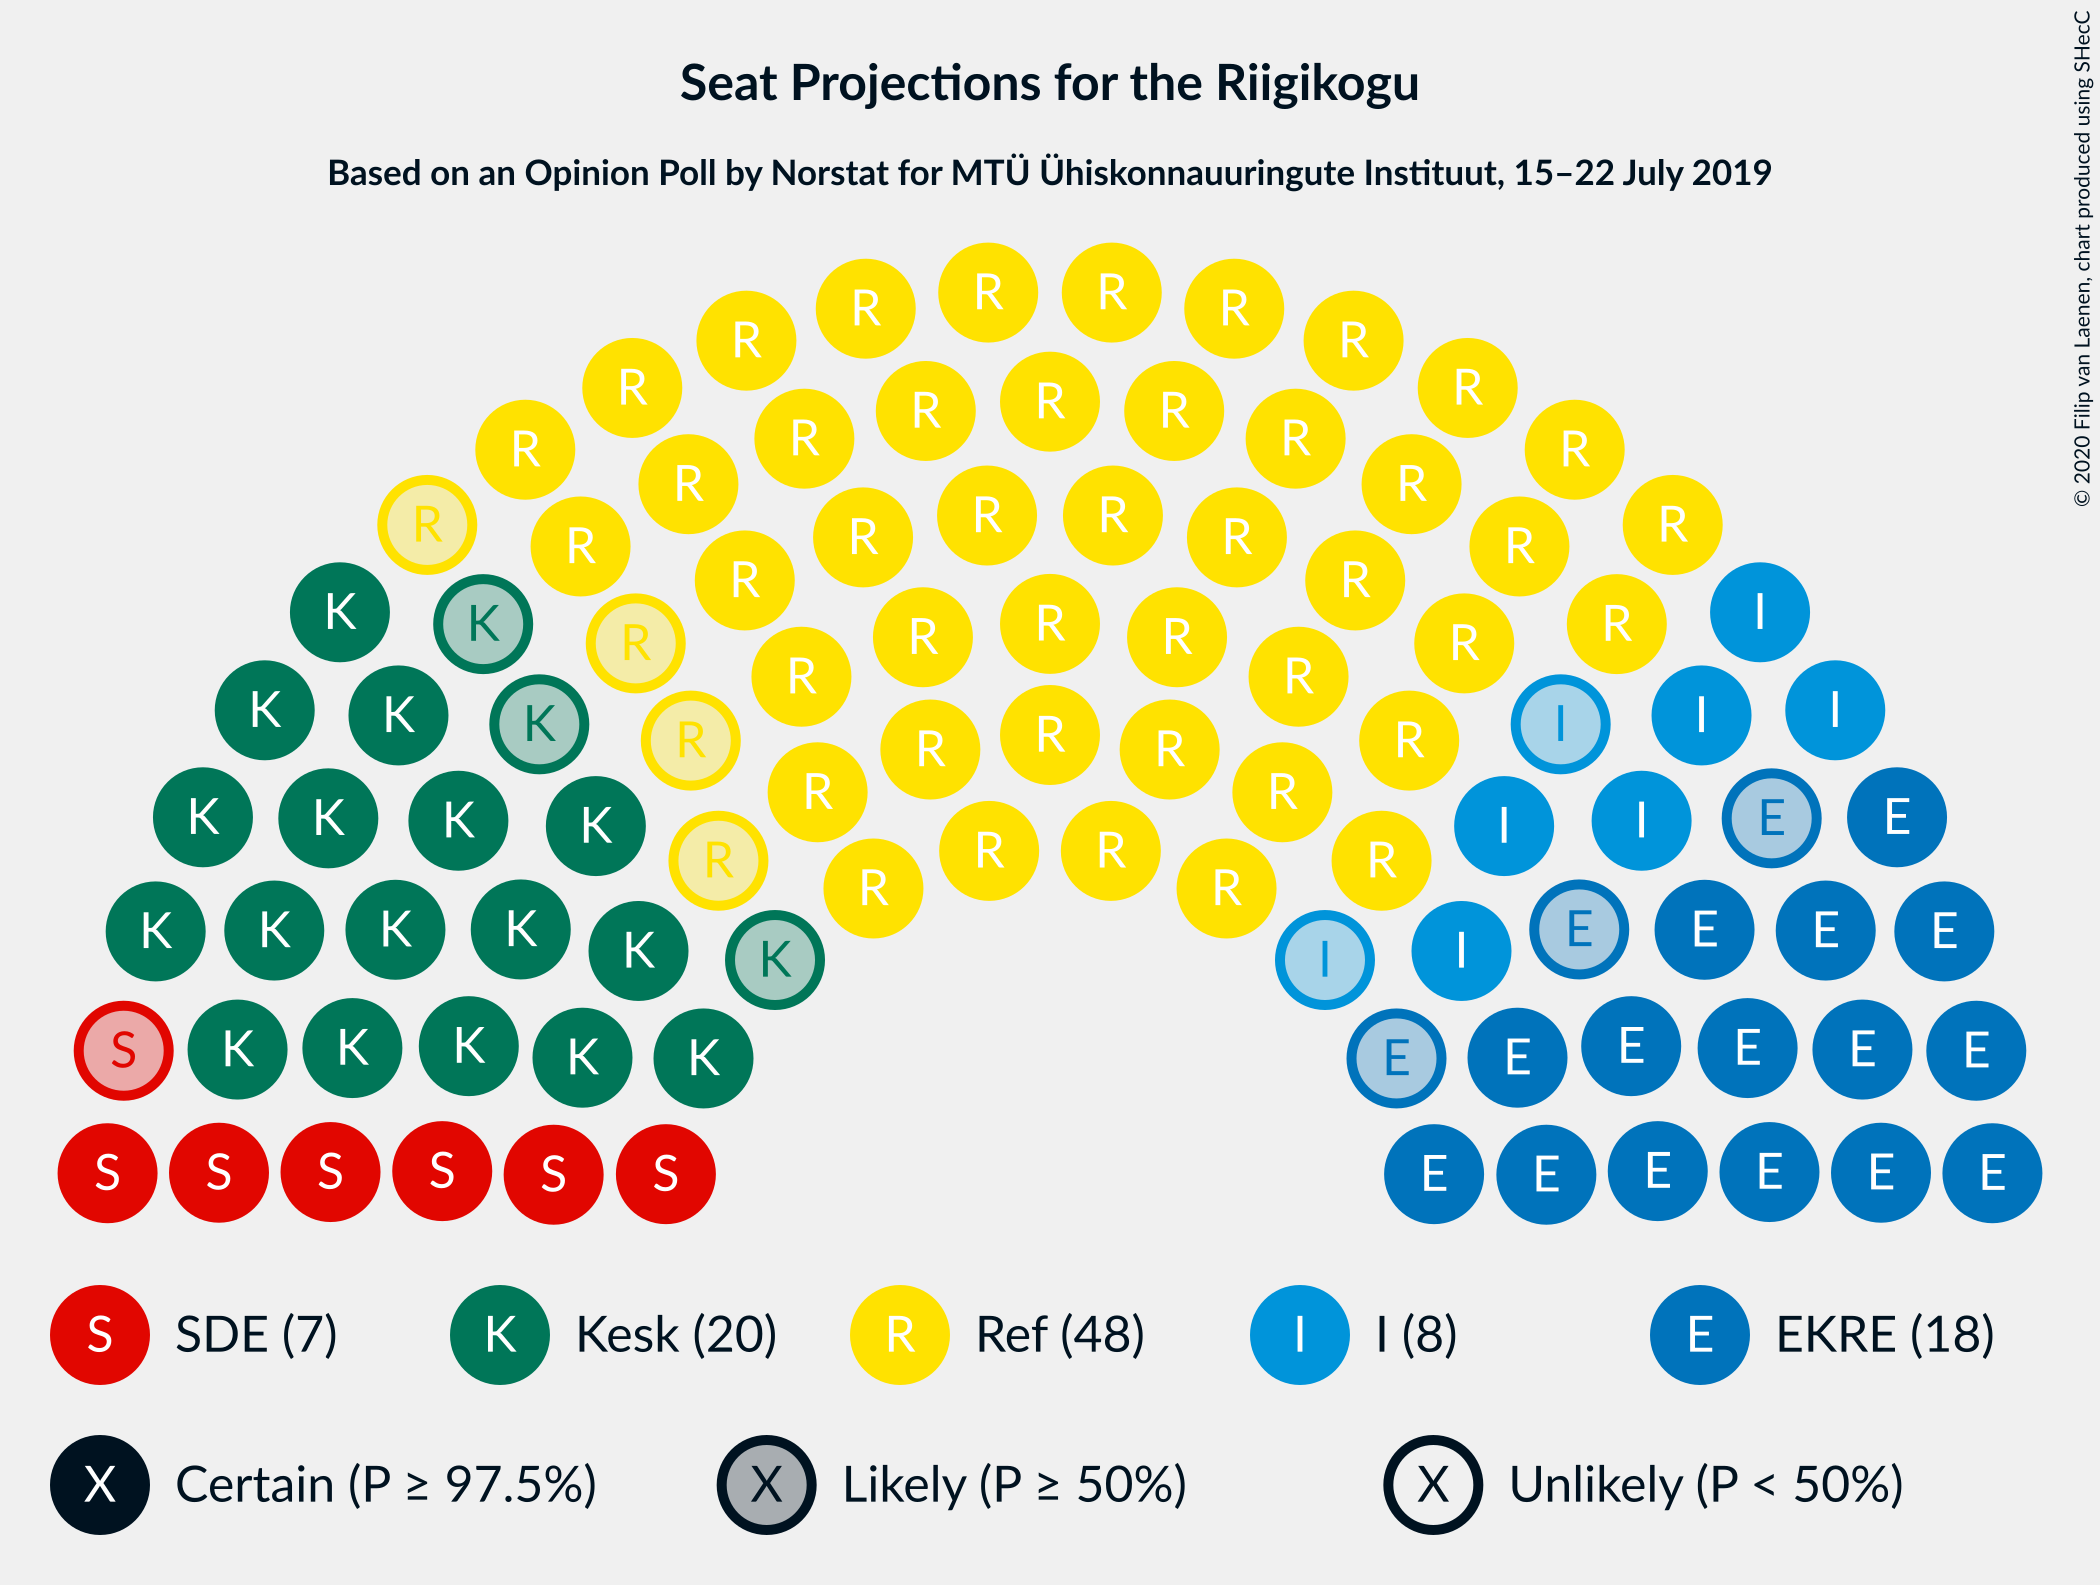 Seat Projections for the Riigikogu
Based on an Opinion Poll by Norstat for MTÜ Ühiskonnauuringute Instituut, 15–22 July 2019
© 2020 Filip van Laenen, chart produced using SHecC
R R
R R
R R
R R
R
R R
R R
R R
R R
R R
R R
R R
R R
R R
K I
K R R
R R
R R
R R
K I
K I
K I
R
R R
R R
R R
K K E E
K I
K I
R R
R R
R R
K K K K E E E E
K I
K I
S K K K K K E E E E E E
S S S S S S E E E E E E
S SDE (7) K Kesk (20) R Ref (48) I I (8) E EKRE (18)
X Certain (P ≥ 97.5%) X Likely (P ≥ 50%) X Unlikely (P < 50%)